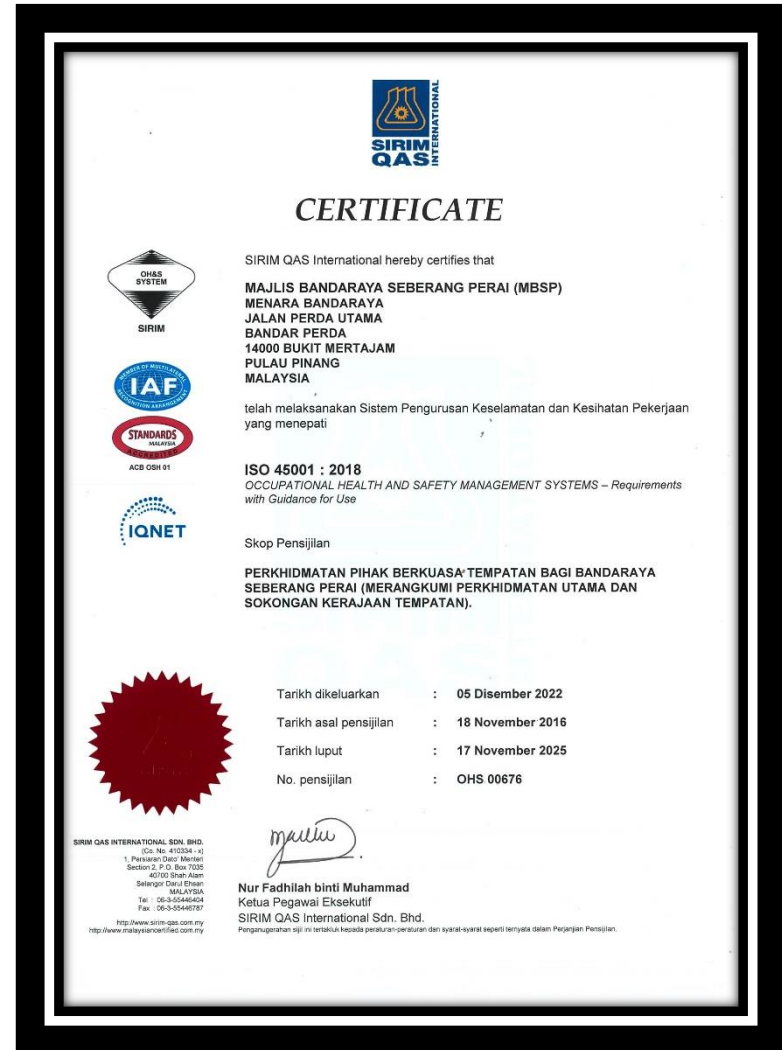 SIRIM
QAS
INTERNATIONAL
CERTIFICATE
OH&S
SYSTEM
SIRIM
MEMBER OF MULTILATERAL
RECOGNITION ARRANGEMENT
IAF
STANDARDS
MALAYSIA
ACCREDITED
ACB OSH 01
IQNET
SIRIM QAS International hereby certifies that
MAJLIS BANDARAYA SEBERANG PERAI (MBSP)
MENARA BANDARAYA
JALAN PERDA UTAMA
BANDAR PERDA
14000 BUKIT MERTAJAM
PULAU PINANG
MALAYSIA
telah melaksanakan Sistem Pengurusan Keselamatan dan Kesihatan Pekerjaan
yang menepati
ISO 45001 : 2018
OCCUPATIONAL HEALTH AND SAFETY MANAGEMENT SYSTEMS – Requirements
with Guidance for Use
Skop Pensijilan
PERKHIDMATAN PIHAK BERKUASA TEMPATAN BAGI BANDARAYA
SEBERANG PERAI (MERANGKUMI PERKHIDMATAN UTAMA DAN
SOKONGAN KERAJAAN TEMPATAN).
Tarikh dikeluarkan : 05 Disember 2022
Tarikh asal pensijilan : 18 November 2016
Tarikh luput : 17 November 2025
No. pensijilan : OHS 00676
SIRIM QAS INTERNATIONAL SDN. BHD.
(Co. No. 410334 - x)
1, Persiaran Dato' Menteri
Section 2, P.O. Box 7035
40700 Shah Alam
Selangor Darul Ehsan
MALAYSIA
Tel : 06-3-55446404
Fax : 06-3-55446787
http://www.sirim-qas.com.my
http://www.malaysiancertified.com.my
Nur Fadhilah binti Muhammad
Ketua Pegawai Eksekutif
SIRIM QAS International Sdn. Bhd.
Penganugerahan sijil ini tertakluk kepada peraturan-peraturan dan syarat-syarat seperti ternyata dalam Perjanjian Pensijilan.